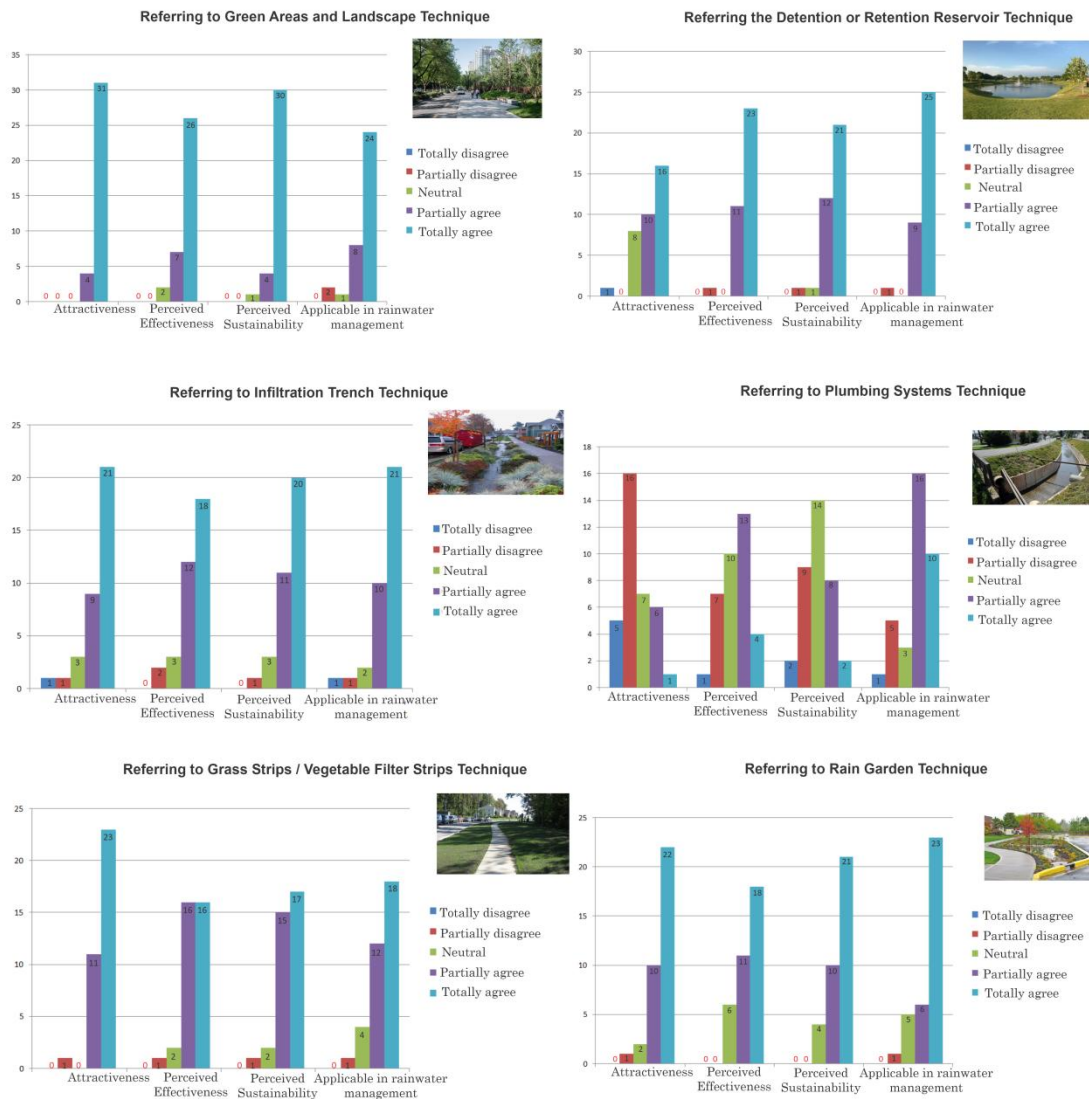 Referring to Green Areas and Landscape Technique
35
30
25
20
15
10
5
0
0 0 0 4 31
0 0 2 7 26
0 0 1 4 30
0 2 1 8 24
Attractiveness
Perceived
Effectiveness
Perceived
Sustainability
Applicable in rainwater
management
Totally disagree
Partially disagree
Neutral
Partially agree
Totally agree
Referring the Detention or Retention Reservoir Technique
30
25
20
15
10
5
0
1 0 8 10 16
0 1 0 11 23
0 1 1 12 21
0 1 0 9 25
Attractiveness
Perceived
Effectiveness
Perceived
Sustainability
Applicable in rainwater
management
Totally disagree
Partially disagree
Neutral
Partially agree
Totally agree
Referring to Infiltration Trench Technique
25
20
15
10
5
0
1 1 3 9 21
0 2 3 12 18
0 1 3 11 20
1 1 2 10 21
Attractiveness
Perceived
Effectiveness
Perceived
Sustainability
Applicable in rainwater
management
Totally disagree
Partially disagree
Neutral
Partially agree
Totally agree
Referring to Plumbing Systems Technique
18
16
14
12
10
8
6
4
2
0
5 16 7 6 1
1 7 10 13 4
2 9 14 8 2
1 5 3 16 10
Attractiveness
Perceived
Effectiveness
Perceived
Sustainability
Applicable in rainwater
management
Totally disagree
Partially disagree
Neutral
Partially agree
Totally agree
Referring to Grass Strips / Vegetable Filter Strips Technique
25
20
15
10
5
0
0 1 0 11 23
0 1 2 16 16
0 1 2 15 17
0 1 4 12 18
Attractiveness
Perceived
Effectiveness
Perceived
Sustainability
Applicable in rainwater
management
Totally disagree
Partially disagree
Neutral
Partially agree
Totally agree
Referring to Rain Garden Technique
25
20
15
10
5
0
0 1 2 10 22
0 0 6 11 18
0 0 4 10 21
0 1 5 6 23
Attractiveness
Perceived
Effectiveness
Perceived
Sustainability
Applicable in rainwater
management
Totally disagree
Partially disagree
Neutral
Partially agree
Totally agree